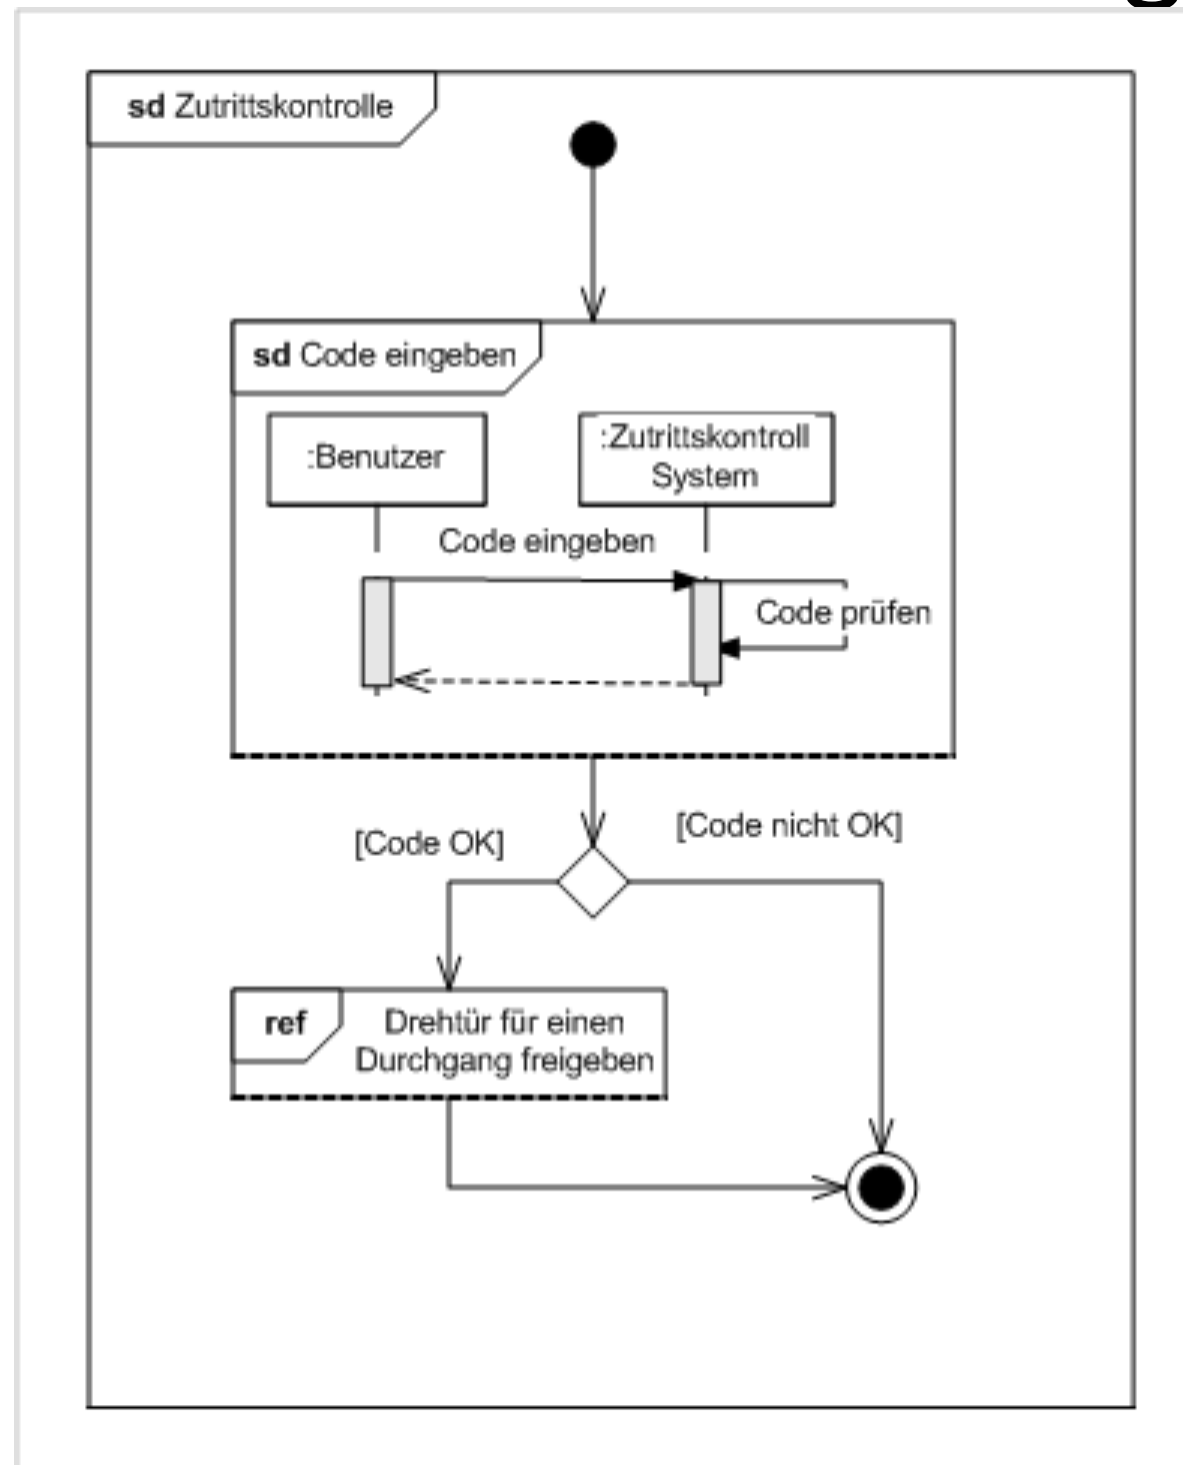 sd Zutrittskontrolle
sd Code eingeben
:Benutzer
:Zutrittskontroll
System
Code eingeben
Code prüfen
[Code OK]
[Code nicht OK]
ref
Drehtür für einen
Durchgang freigeben